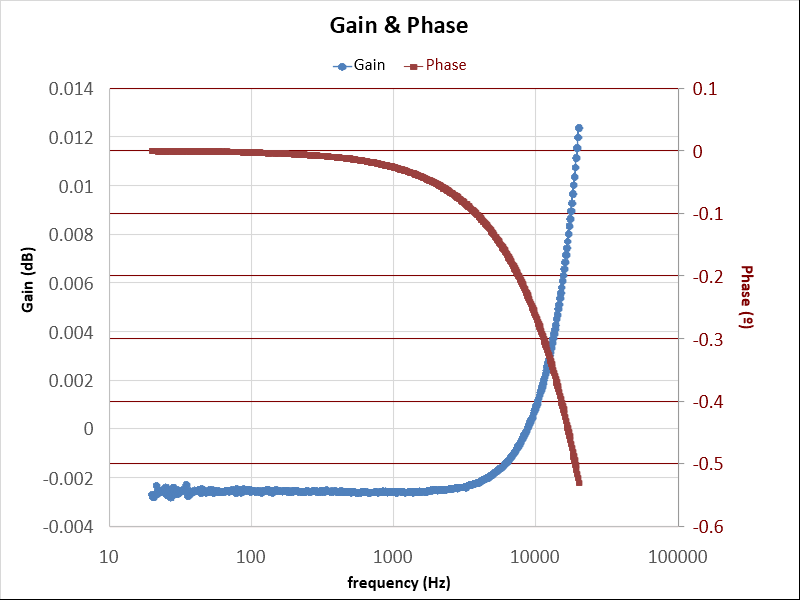 Gain & Phase
Gain Phase
0.014 0.1
0.012 0
0.01 -0.1
0.008 -0.2
0.006 -0.3
0.004 -0.4
0.002 -0.5
0 -0.6
-0.002
-0.004
Gain (dB)
Phase (º)
10 100 1000 10000 100000
frequency (Hz)